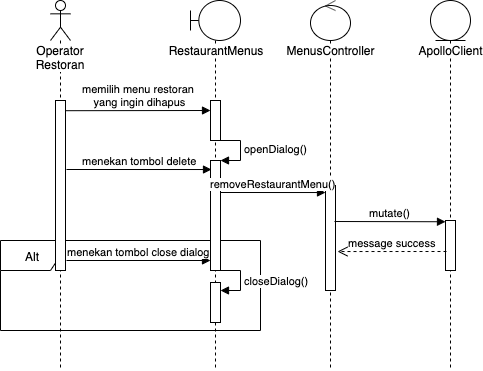 Operator
Restoran
RestaurantMenus
MenusController
ApolloClient
memilih menu restoran
yang ingin dihapus
openDialog()
menekan tombol delete
removeRestaurantMenu()
mutate()
message success
Alt
menekan tombol close dialog
closeDialog()